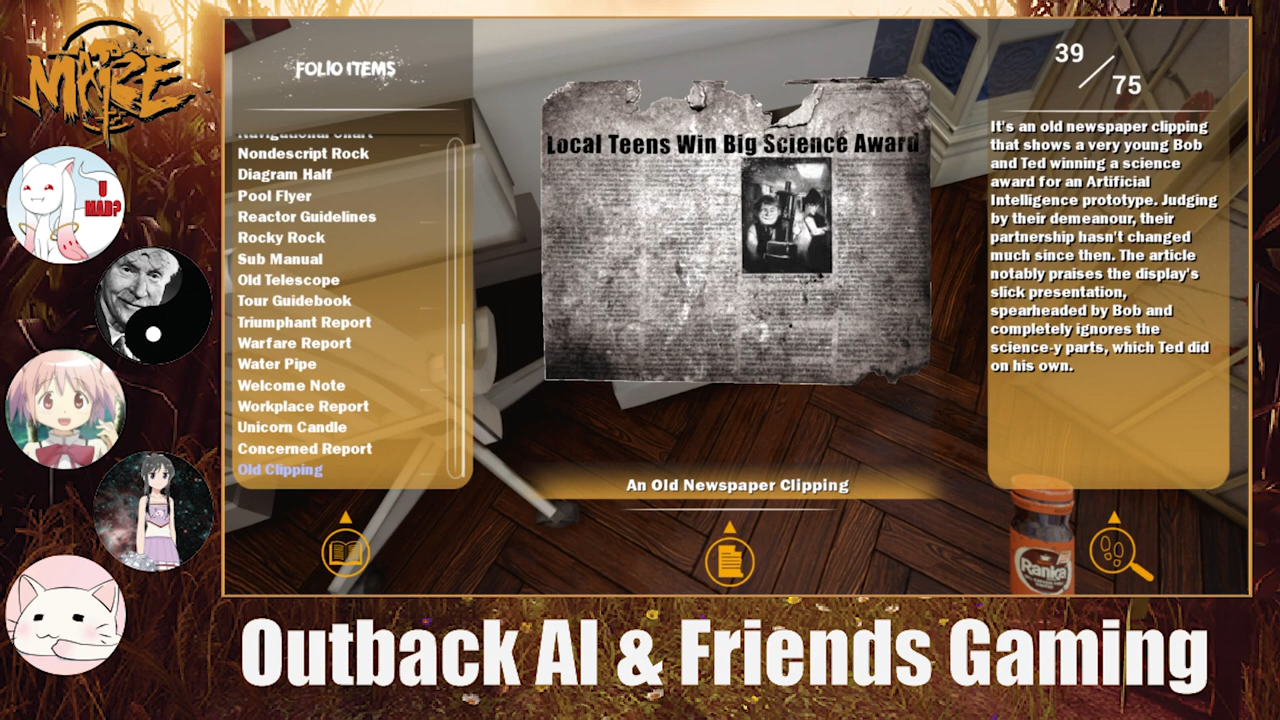 MAIZE
U
MAD?
FOLIO ITEMS
Navigational Chart
Nondescript Rock
Diagram Half
Pool Flyer
Reactor Guidelines
Rocky Rock
Sub Manual
Old Telescope
Tour Guidebook
Triumphant Report
Warfare Report
Water Pipe
Welcome Note
Workplace Report
Unicorn Candle
Concerned Report
Old Clipping
Local Teens Win Big Science Award
An Old Newspaper Clipping
39/75
It's an old newspaper clipping
that shows a very young Bob
and Ted winning a science
award for an Artificial
Intelligence prototype. Judging
by their demeanour, their
partnership hasn't changed
much since then. The article
notably praises the display's
slick presentation,
spearheaded by Bob and
completely ignores the
science-y parts, which Ted did
on his own.
Ranka
Outback AI & Friends Gaming